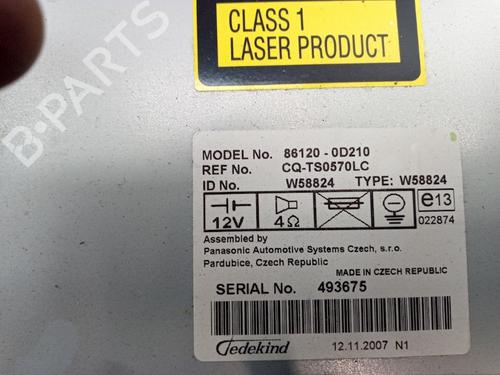 CLASS 1
LASER PRODUCT
B-PARTS
MODEL No. 86120 - 0D210
REF No. CQ-TS0570LC
ID No. W58824 TYPE: W58824
12V 4Ω e13
022874
Assembled by
Panasonic Automotive Systems Czech, s.r.o.
Pardubice, Czech Republic
MADE IN CZECH REPUBLIC
SERIAL No. 493675
Gedekind 12.11.2007 N1